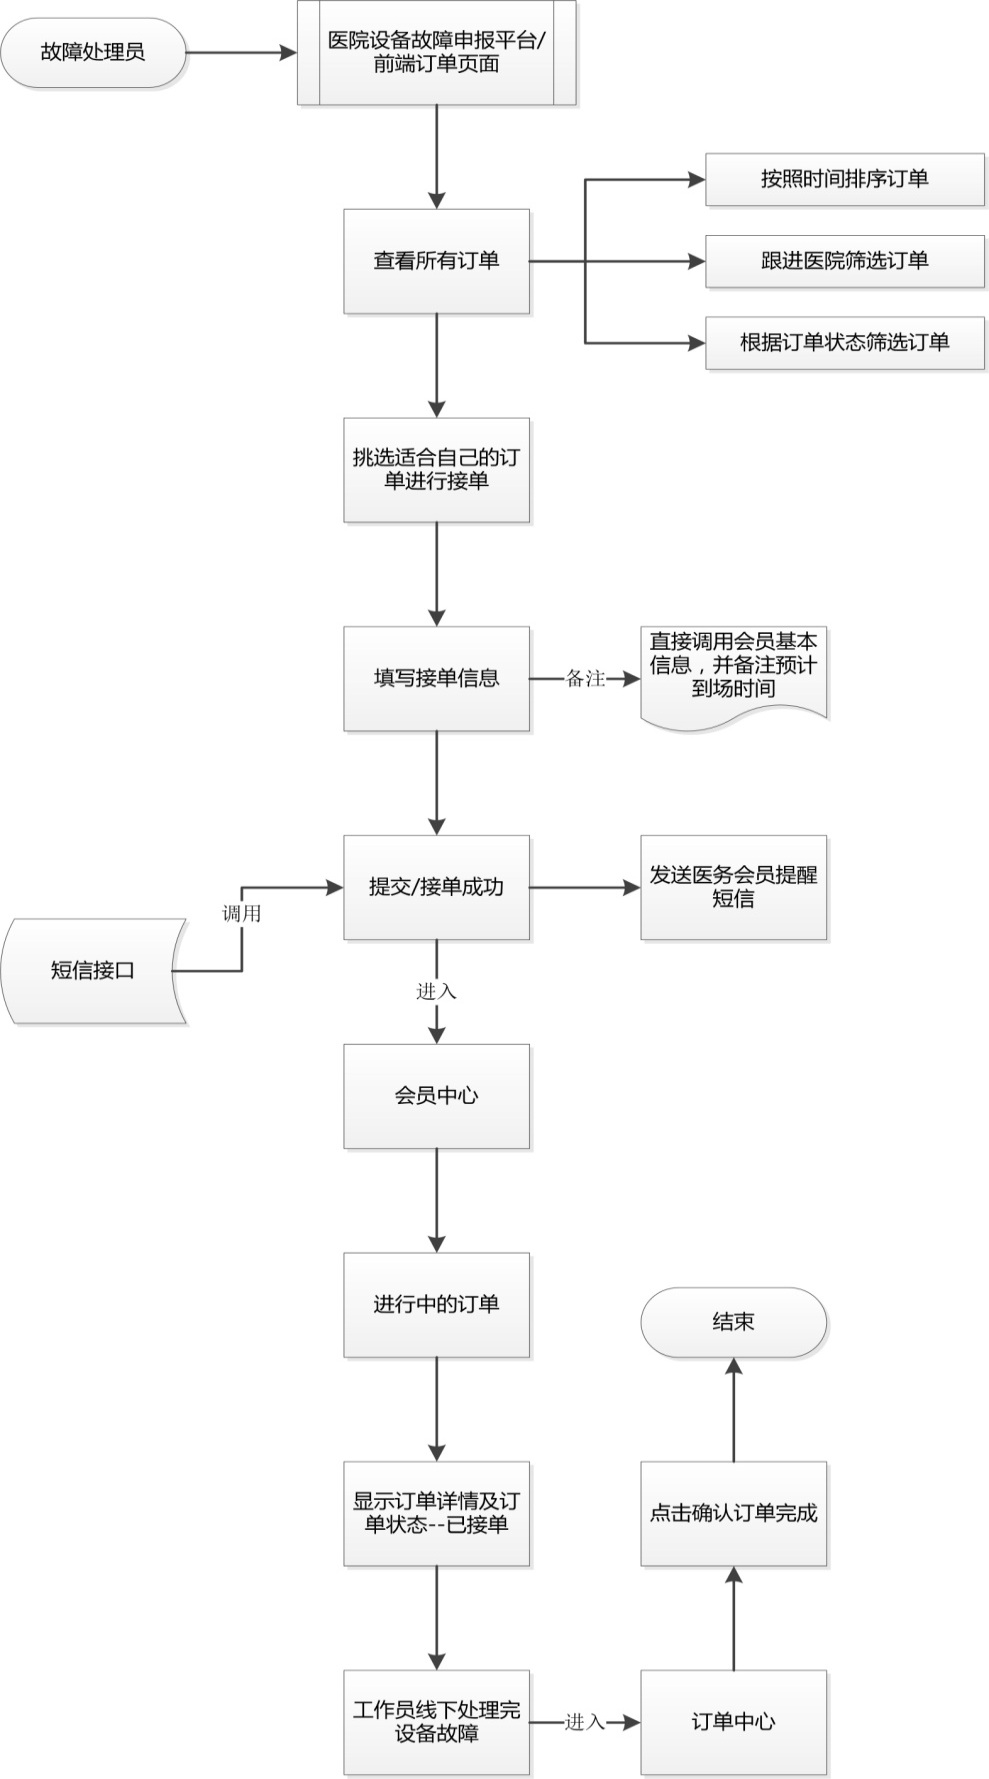 故障处理员
医院设备故障申报平台/
前端订单页面
按照时间排序订单
查看所有订单
跟进医院筛选订单
根据订单状态筛选订单
挑选适合自己的订
单进行接单
填写接单信息
备注
直接调用会员基本
信息，并备注预计
到场时间
提交/接单成功
发送医务会员提醒
短信
调用
短信接口
进入
会员中心
进行中的订单
结束
显示订单详情及订
单状态--已接单
点击确认订单完成
工作员线下处理完
设备故障
进入
订单中心